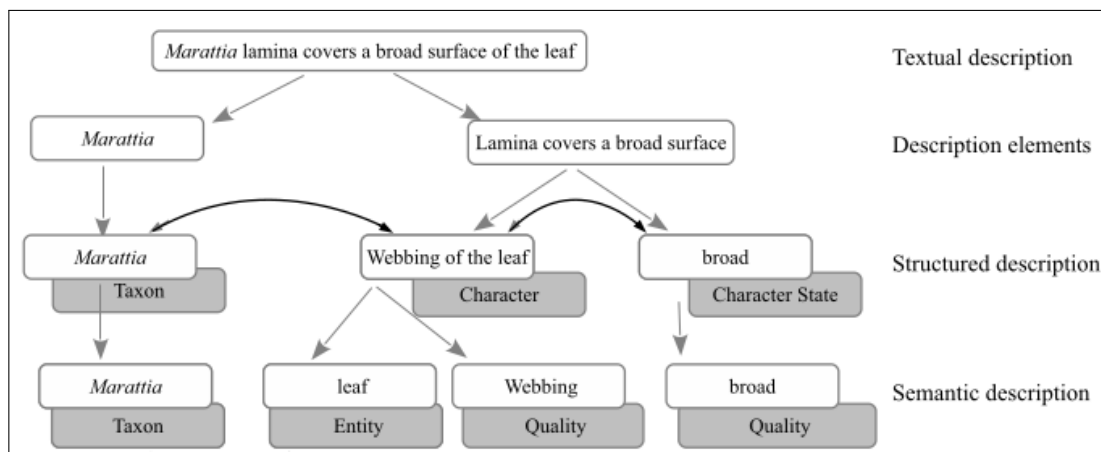 Marattia lamina covers a broad surface of the leaf
Textual description
Marattia
Lamina covers a broad surface
Description elements
Marattia
Webbing of the leaf
broad
Structured description
Taxon
Character
Character State
Marattia
leaf
Webbing
broad
Semantic description
Taxon
Entity
Quality
Quality